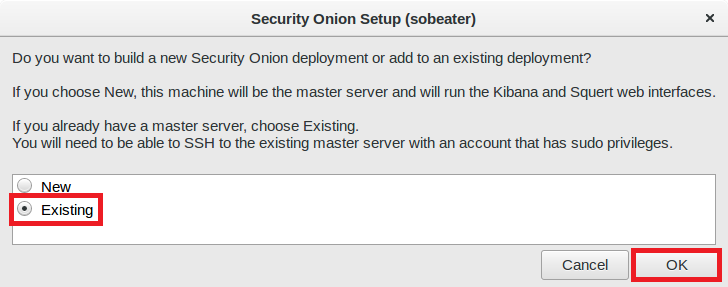 Security Onion Setup (sobeater)
Do you want to build a new Security Onion deployment or add to an existing deployment?
If you choose New, this machine will be the master server and will run the Kibana and Squert web interfaces.
If you already have a master server, choose Existing.
You will need to be able to SSH to the existing master server with an account that has sudo privileges.
New
Existing
Cancel
OK